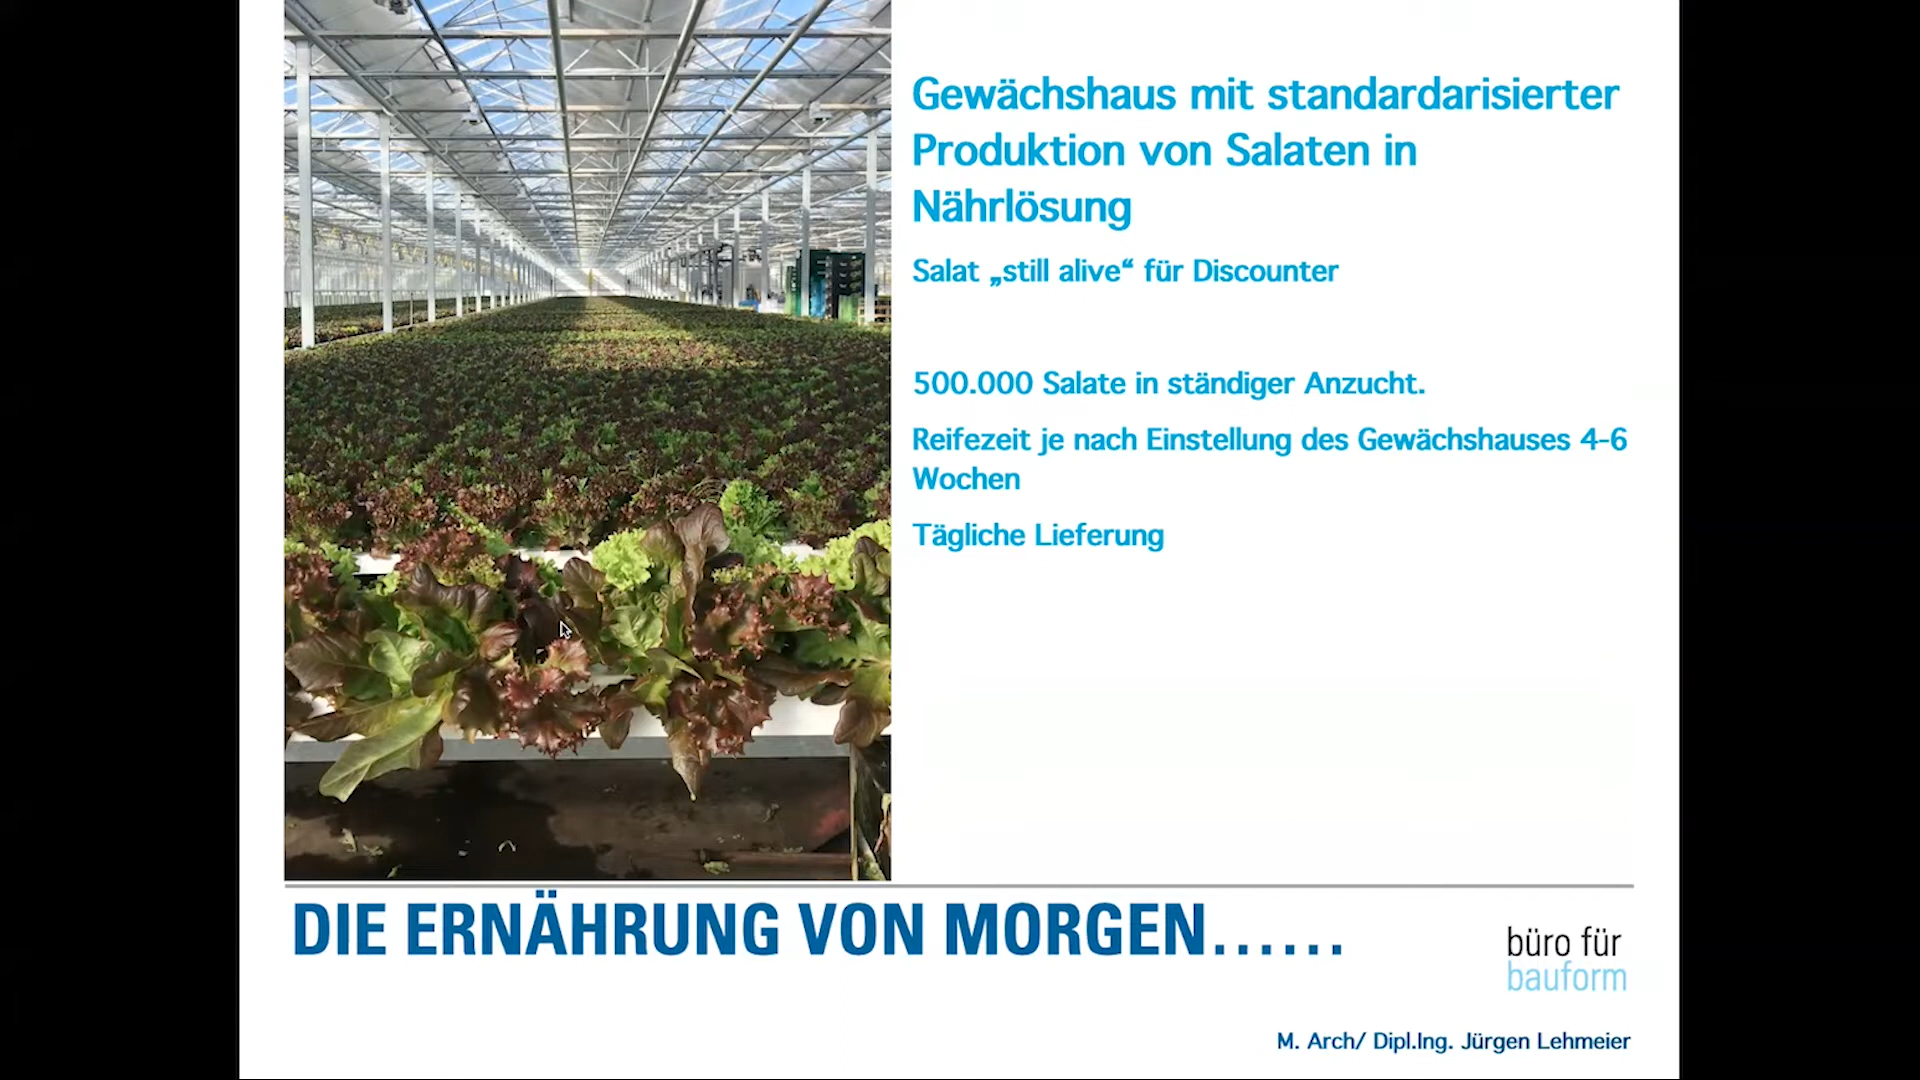 Gewächshaus mit standardarisierter
Produktion von Salaten in
Nährlösung
Salat „still alive“ für Discounter
500.000 Salate in ständiger Anzucht.
Reifezeit je nach Einstellung des Gewächshauses 4-6
Wochen
Tägliche Lieferung
DIE ERNÄHRUNG VON MORGEN......
büro für
bauform
M. Arch/ Dipl.Ing. Jürgen Lehmeier